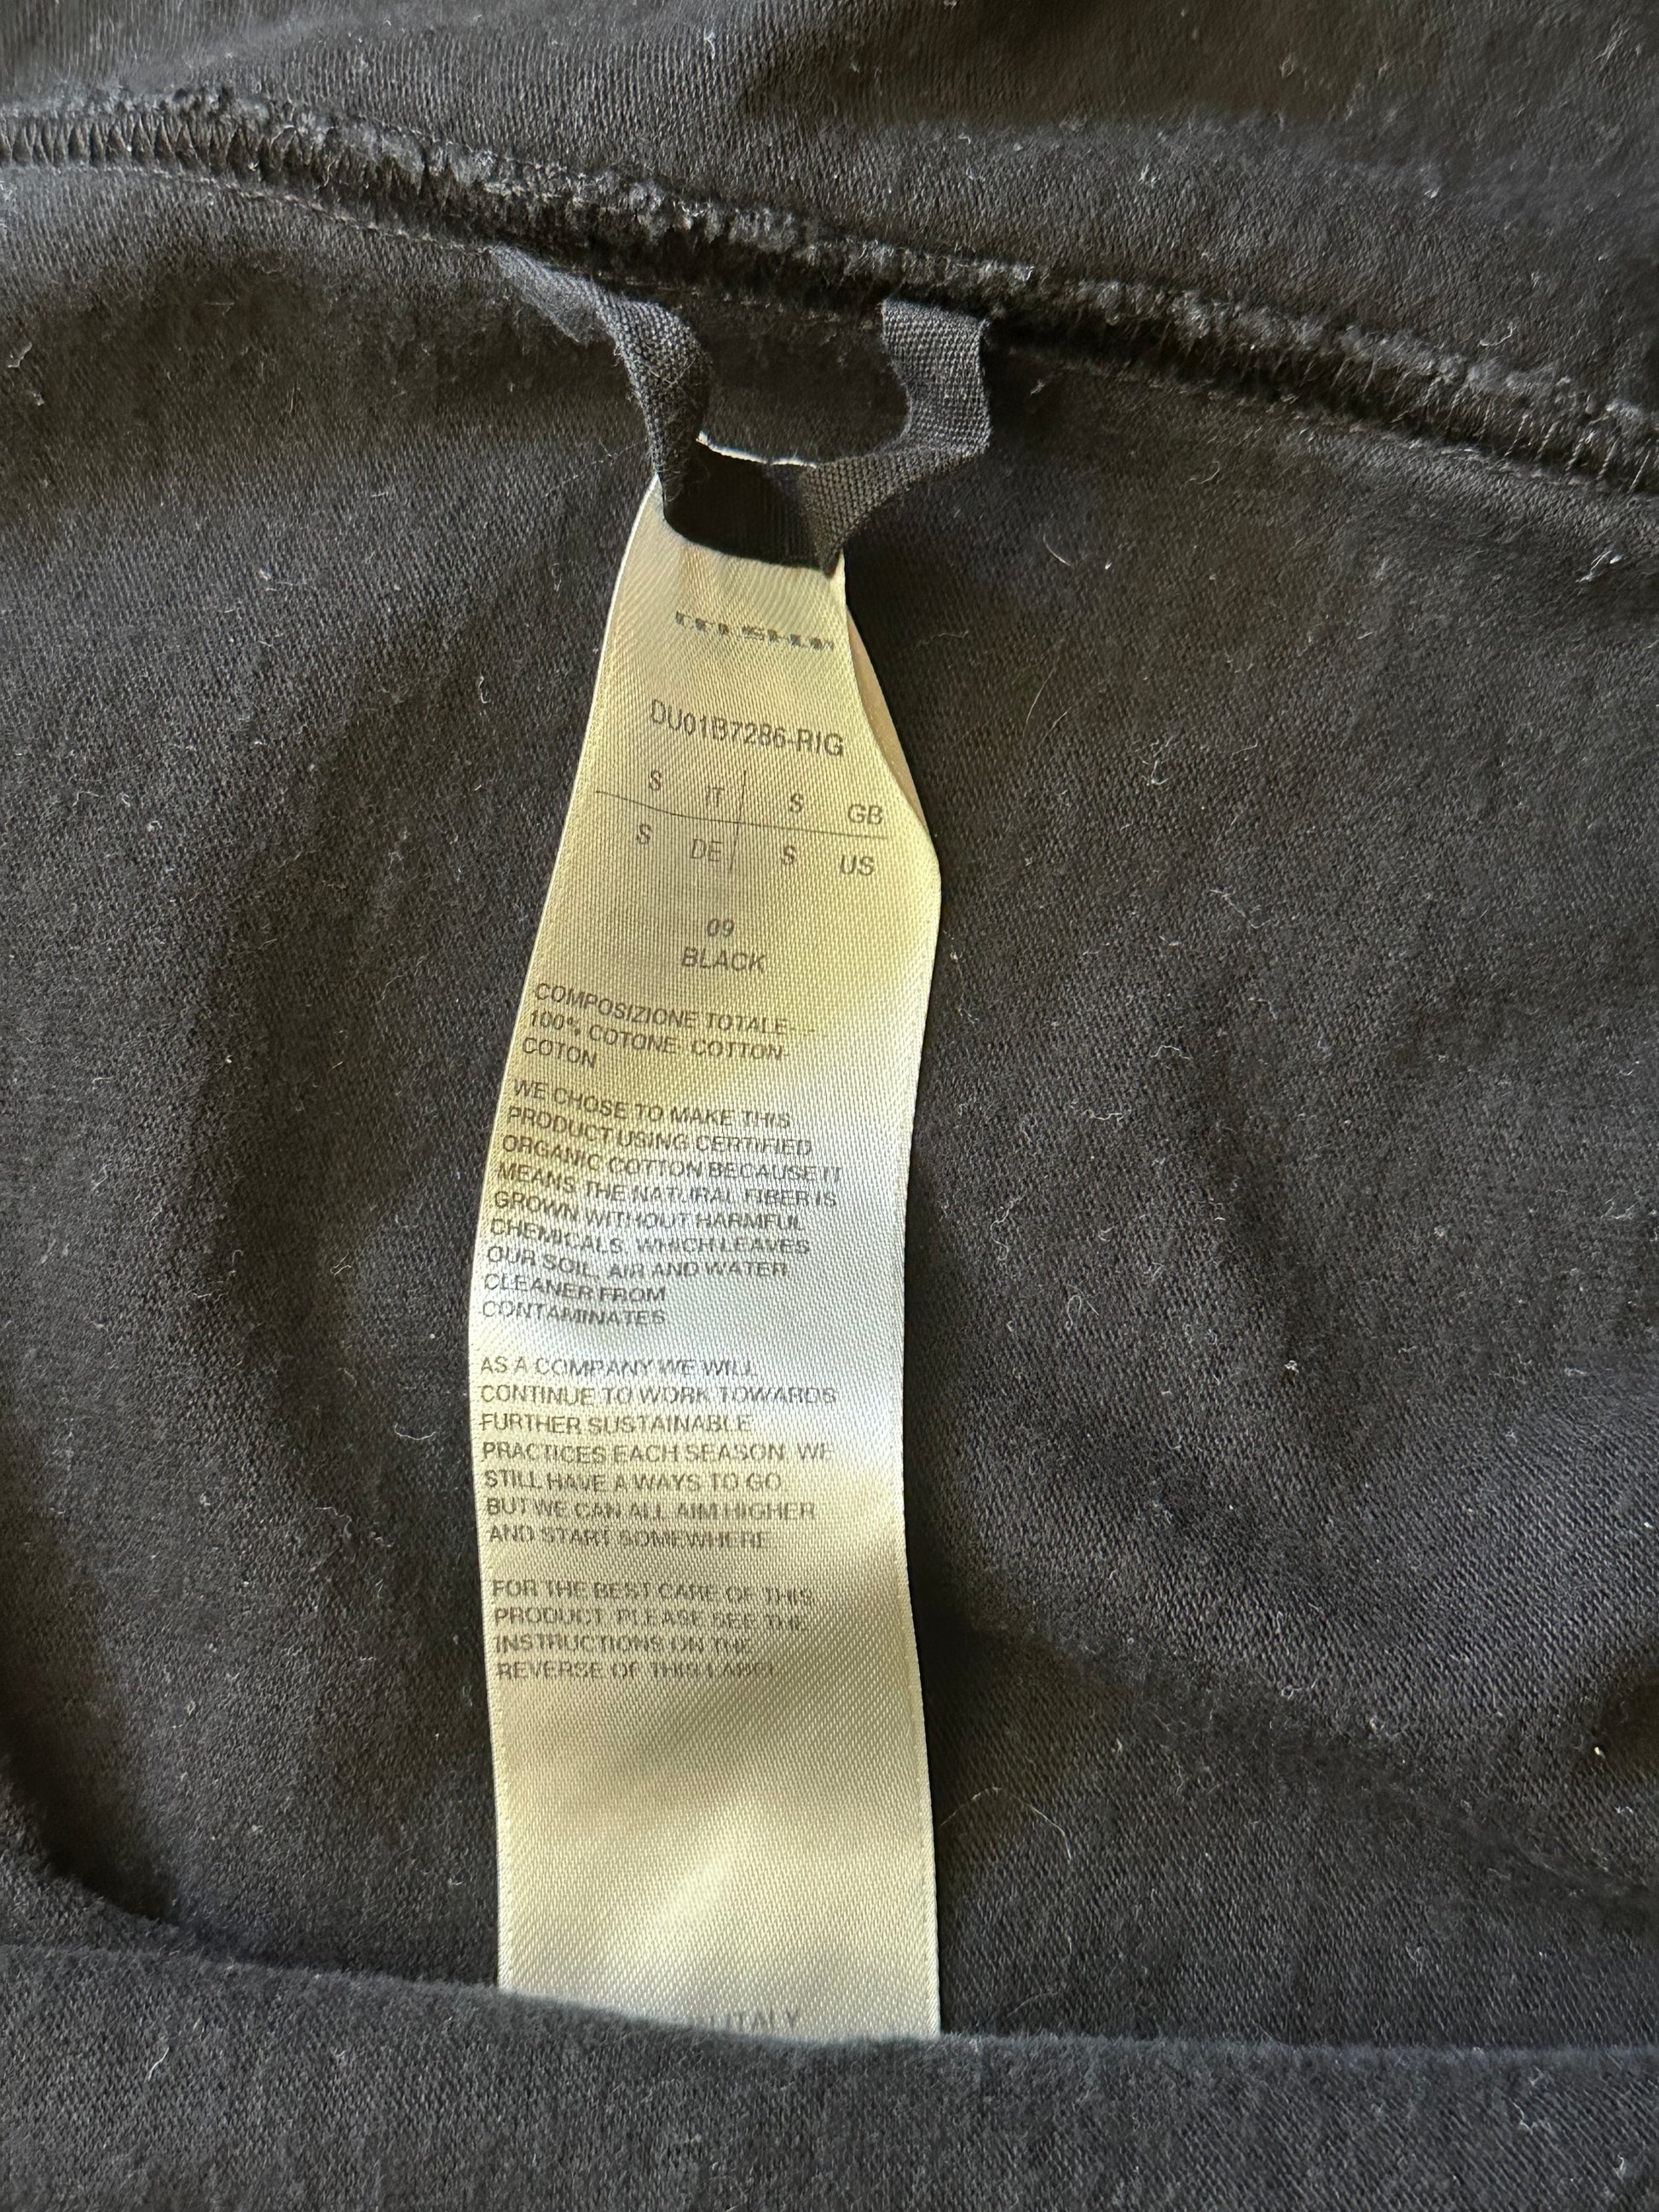 DU01B7286-RIG
S IT S GB
S DE S US
09
BLACK
COMPOSIZIONE TOTALE---
100% COTONE- COTTON-
COTON
WE CHOSE TO MAKE THIS
PRODUCT USING CERTIFIED
ORGANIC COTTON BECAUSE IT
MEANS THE NATURAL FIBER IS
GROWN WITHOUT HARMFUL
CHEMICALS, WHICH LEAVES
OUR SOIL, AIR AND WATER
CLEANER FROM
CONTAMINATES
AS A COMPANY WE WILL
CONTINUE TO WORK TOWARDS
FURTHER SUSTAINABLE
PRACTICES EACH SEASON. WE
STILL HAVE A WAYS TO GO,
BUT WE CAN ALL AIM HIGHER
AND START SOMEWHERE.
FOR THE BEST CARE OF THIS
PRODUCT, PLEASE SEE THE
INSTRUCTIONS ON THE
REVERSE OF THIS LABEL
ITALY